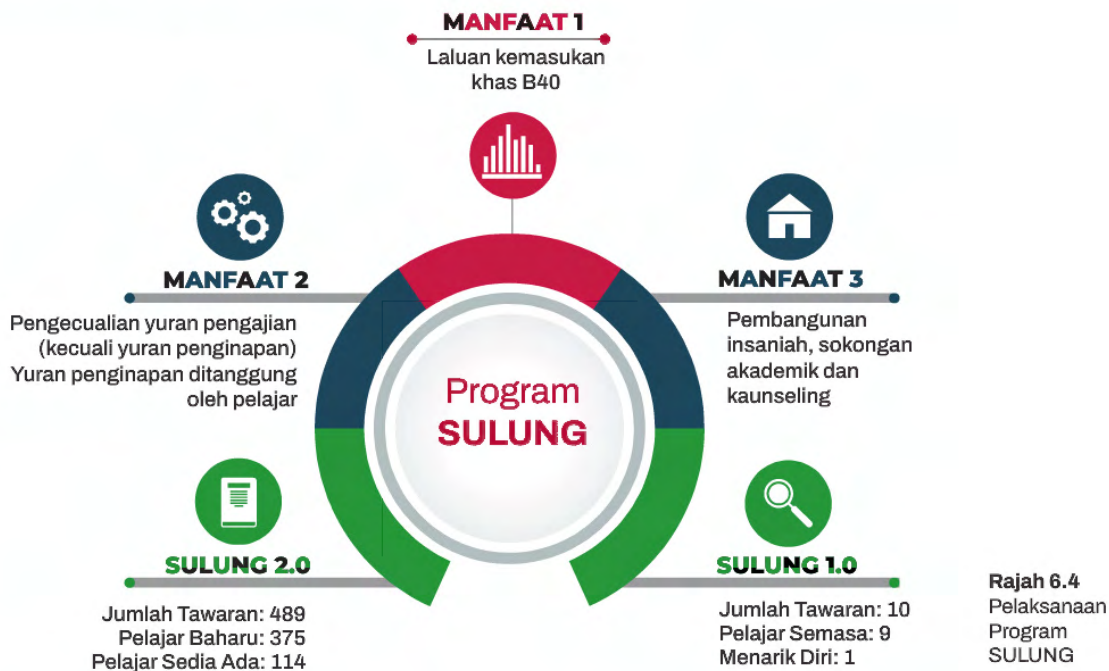 MANFAAT 1
Laluan kemasukan
khas B40
MANFAAT 2
Pengecualian yuran pengajian
(kecuali yuran penginapan)
Yuran penginapan ditanggung
oleh pelajar
MANFAAT 3
Pembangunan
insaniah, sokongan
akademik dan
kaunseling
Program
SULUNG
SULUNG 2.0
Jumlah Tawaran: 489
Pelajar Baharu: 375
Pelajar Sedia Ada: 114
SULUNG 1.0
Jumlah Tawaran: 10
Pelajar Semasa: 9
Menarik Diri: 1
Rajah 6.4
Pelaksanaan
Program
SULUNG